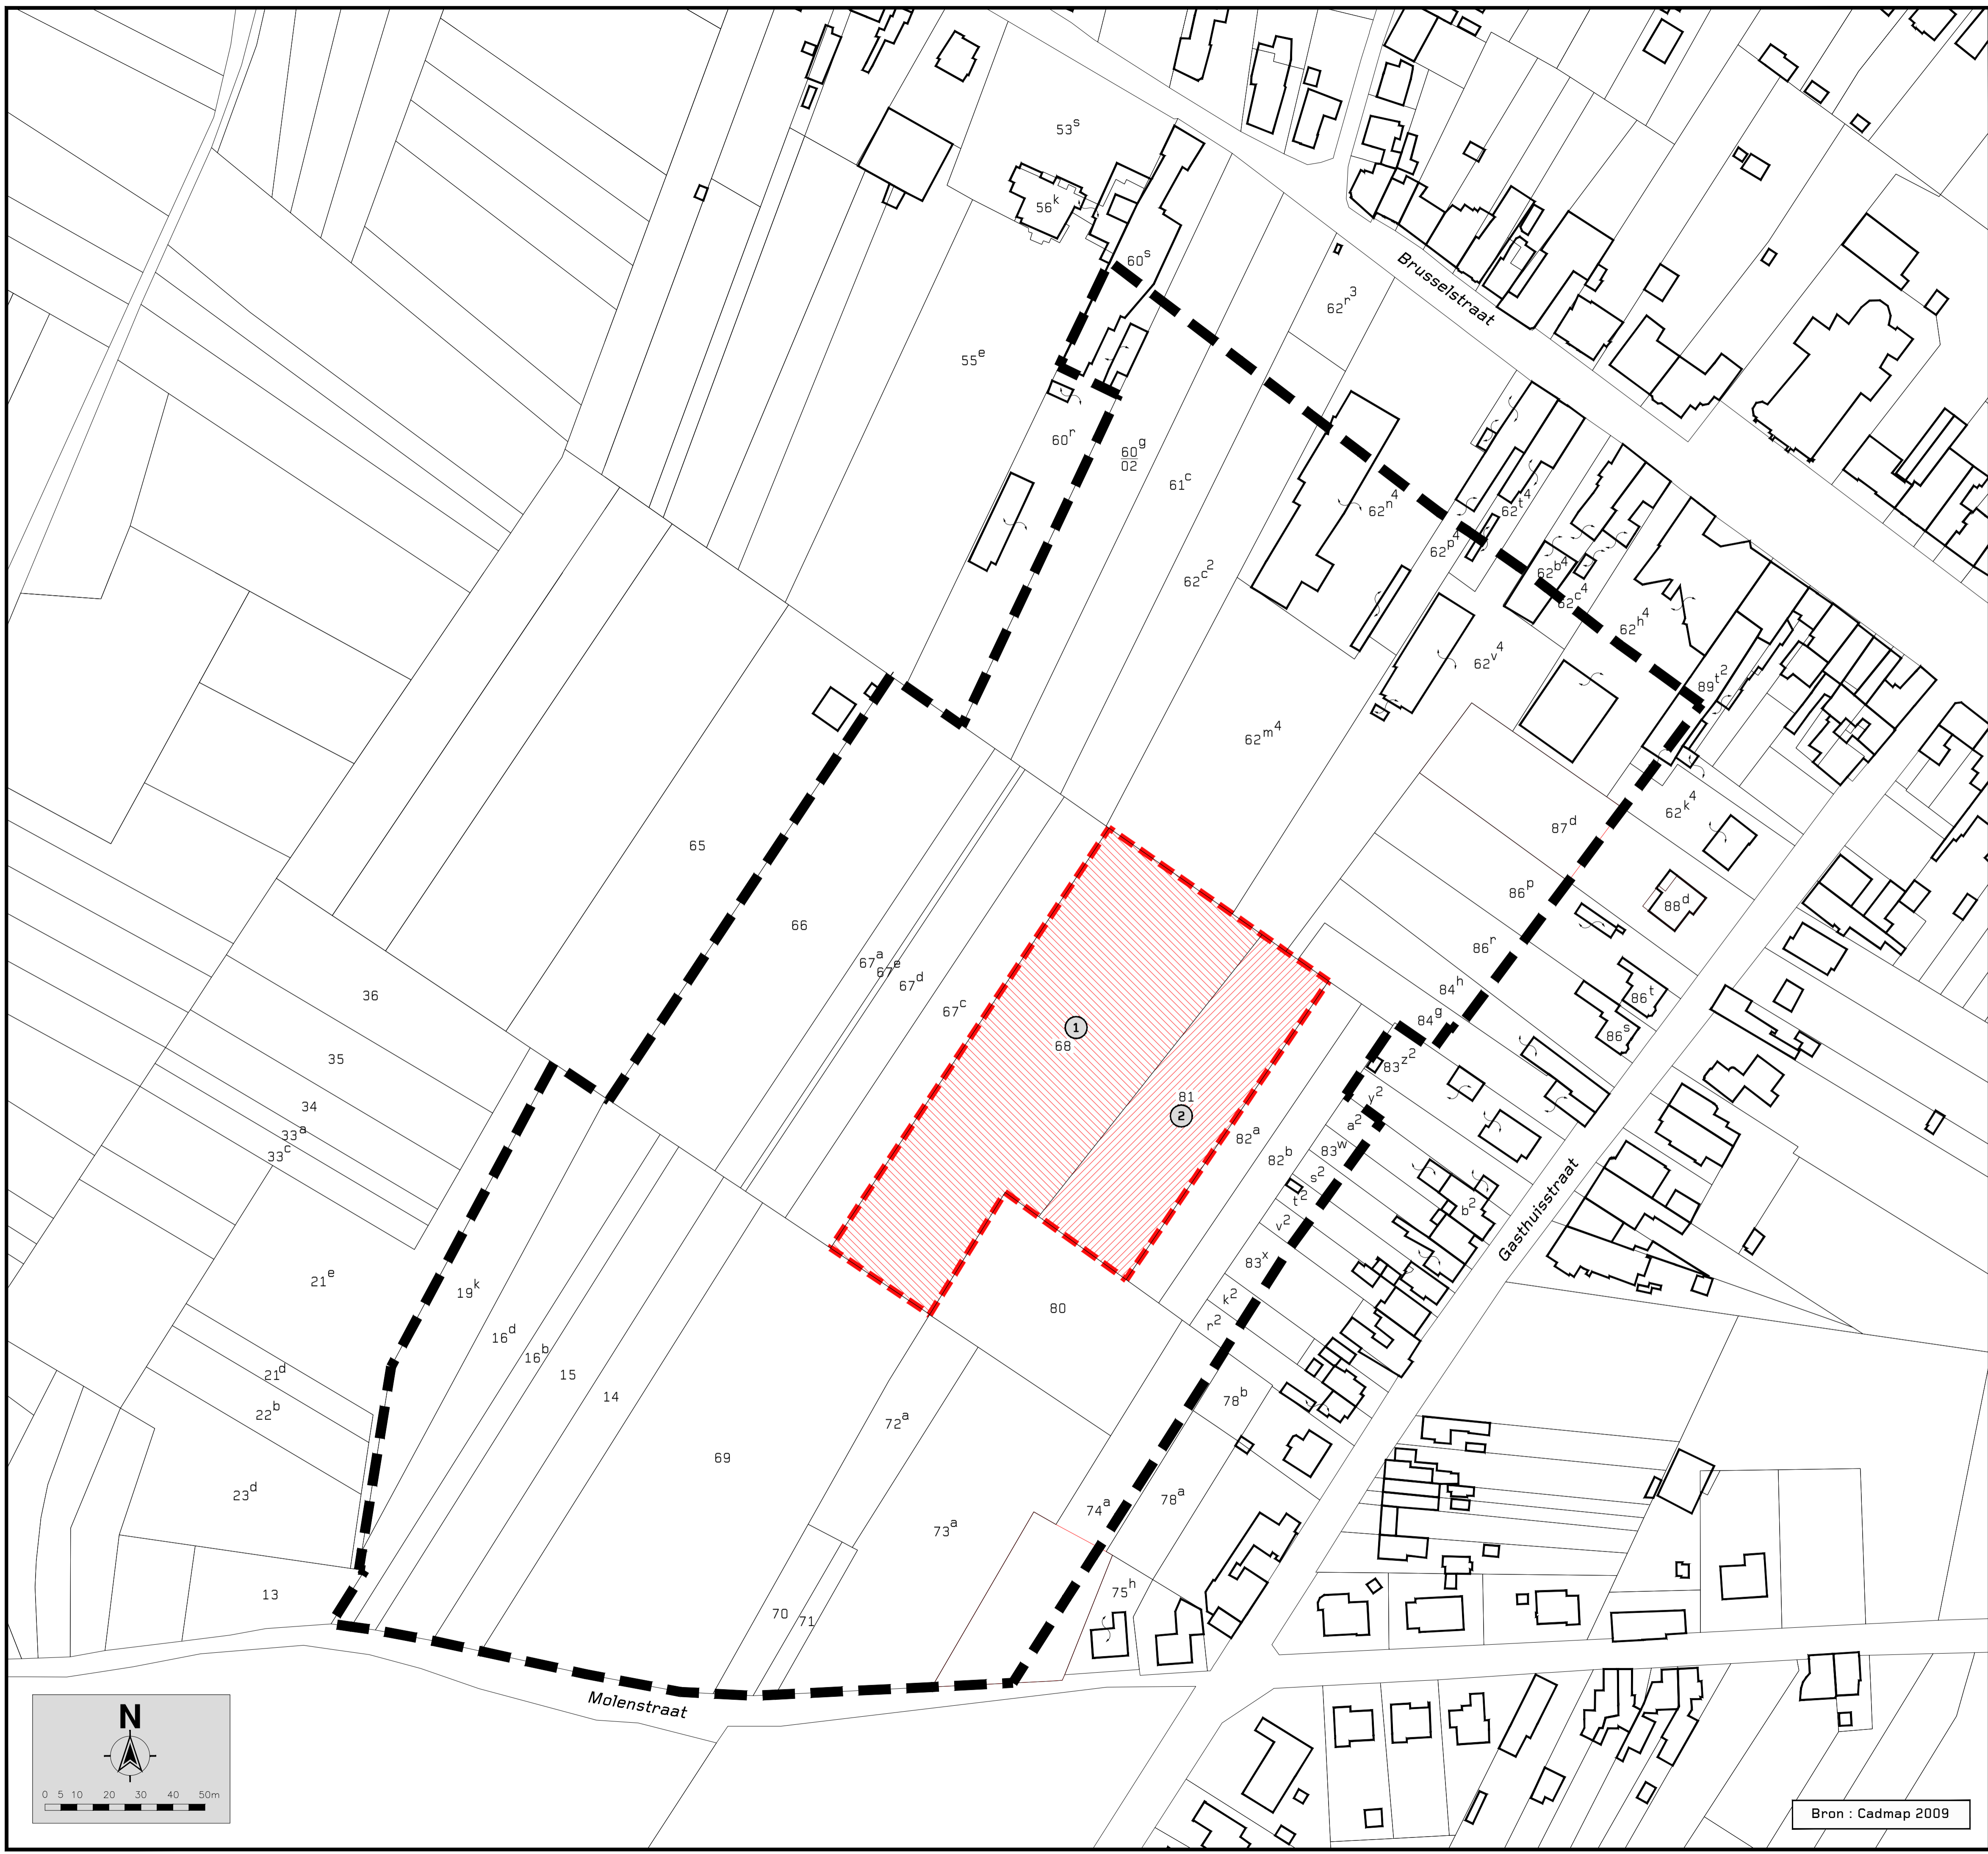 53s
56k
60s
Brusselstraat
62r3
55e
60r
60g
02
61c
62n4
62t4
62p4
62b4
62c4
62c2
62h4
62v4
89t2
62m4
62k4
87d
65
86p
88d
66
86r
67a
67e
67d
84h
86t
36
67c
84g
1
68
86s
35
83z2
81
y2
34
2
a2
33a
82a
83w
33c
82b
s2
t2
b2
v2
Gasthuisstraat
83x
21e
19k
k2
80
r2
16d
16b
21d
15
14
78b
22b
72a
69
23d
78a
74a
73a
75h
13
70
71
Molenstraat
N
0 5 10 20 30 40 50m
Bron : Cadmap 2009